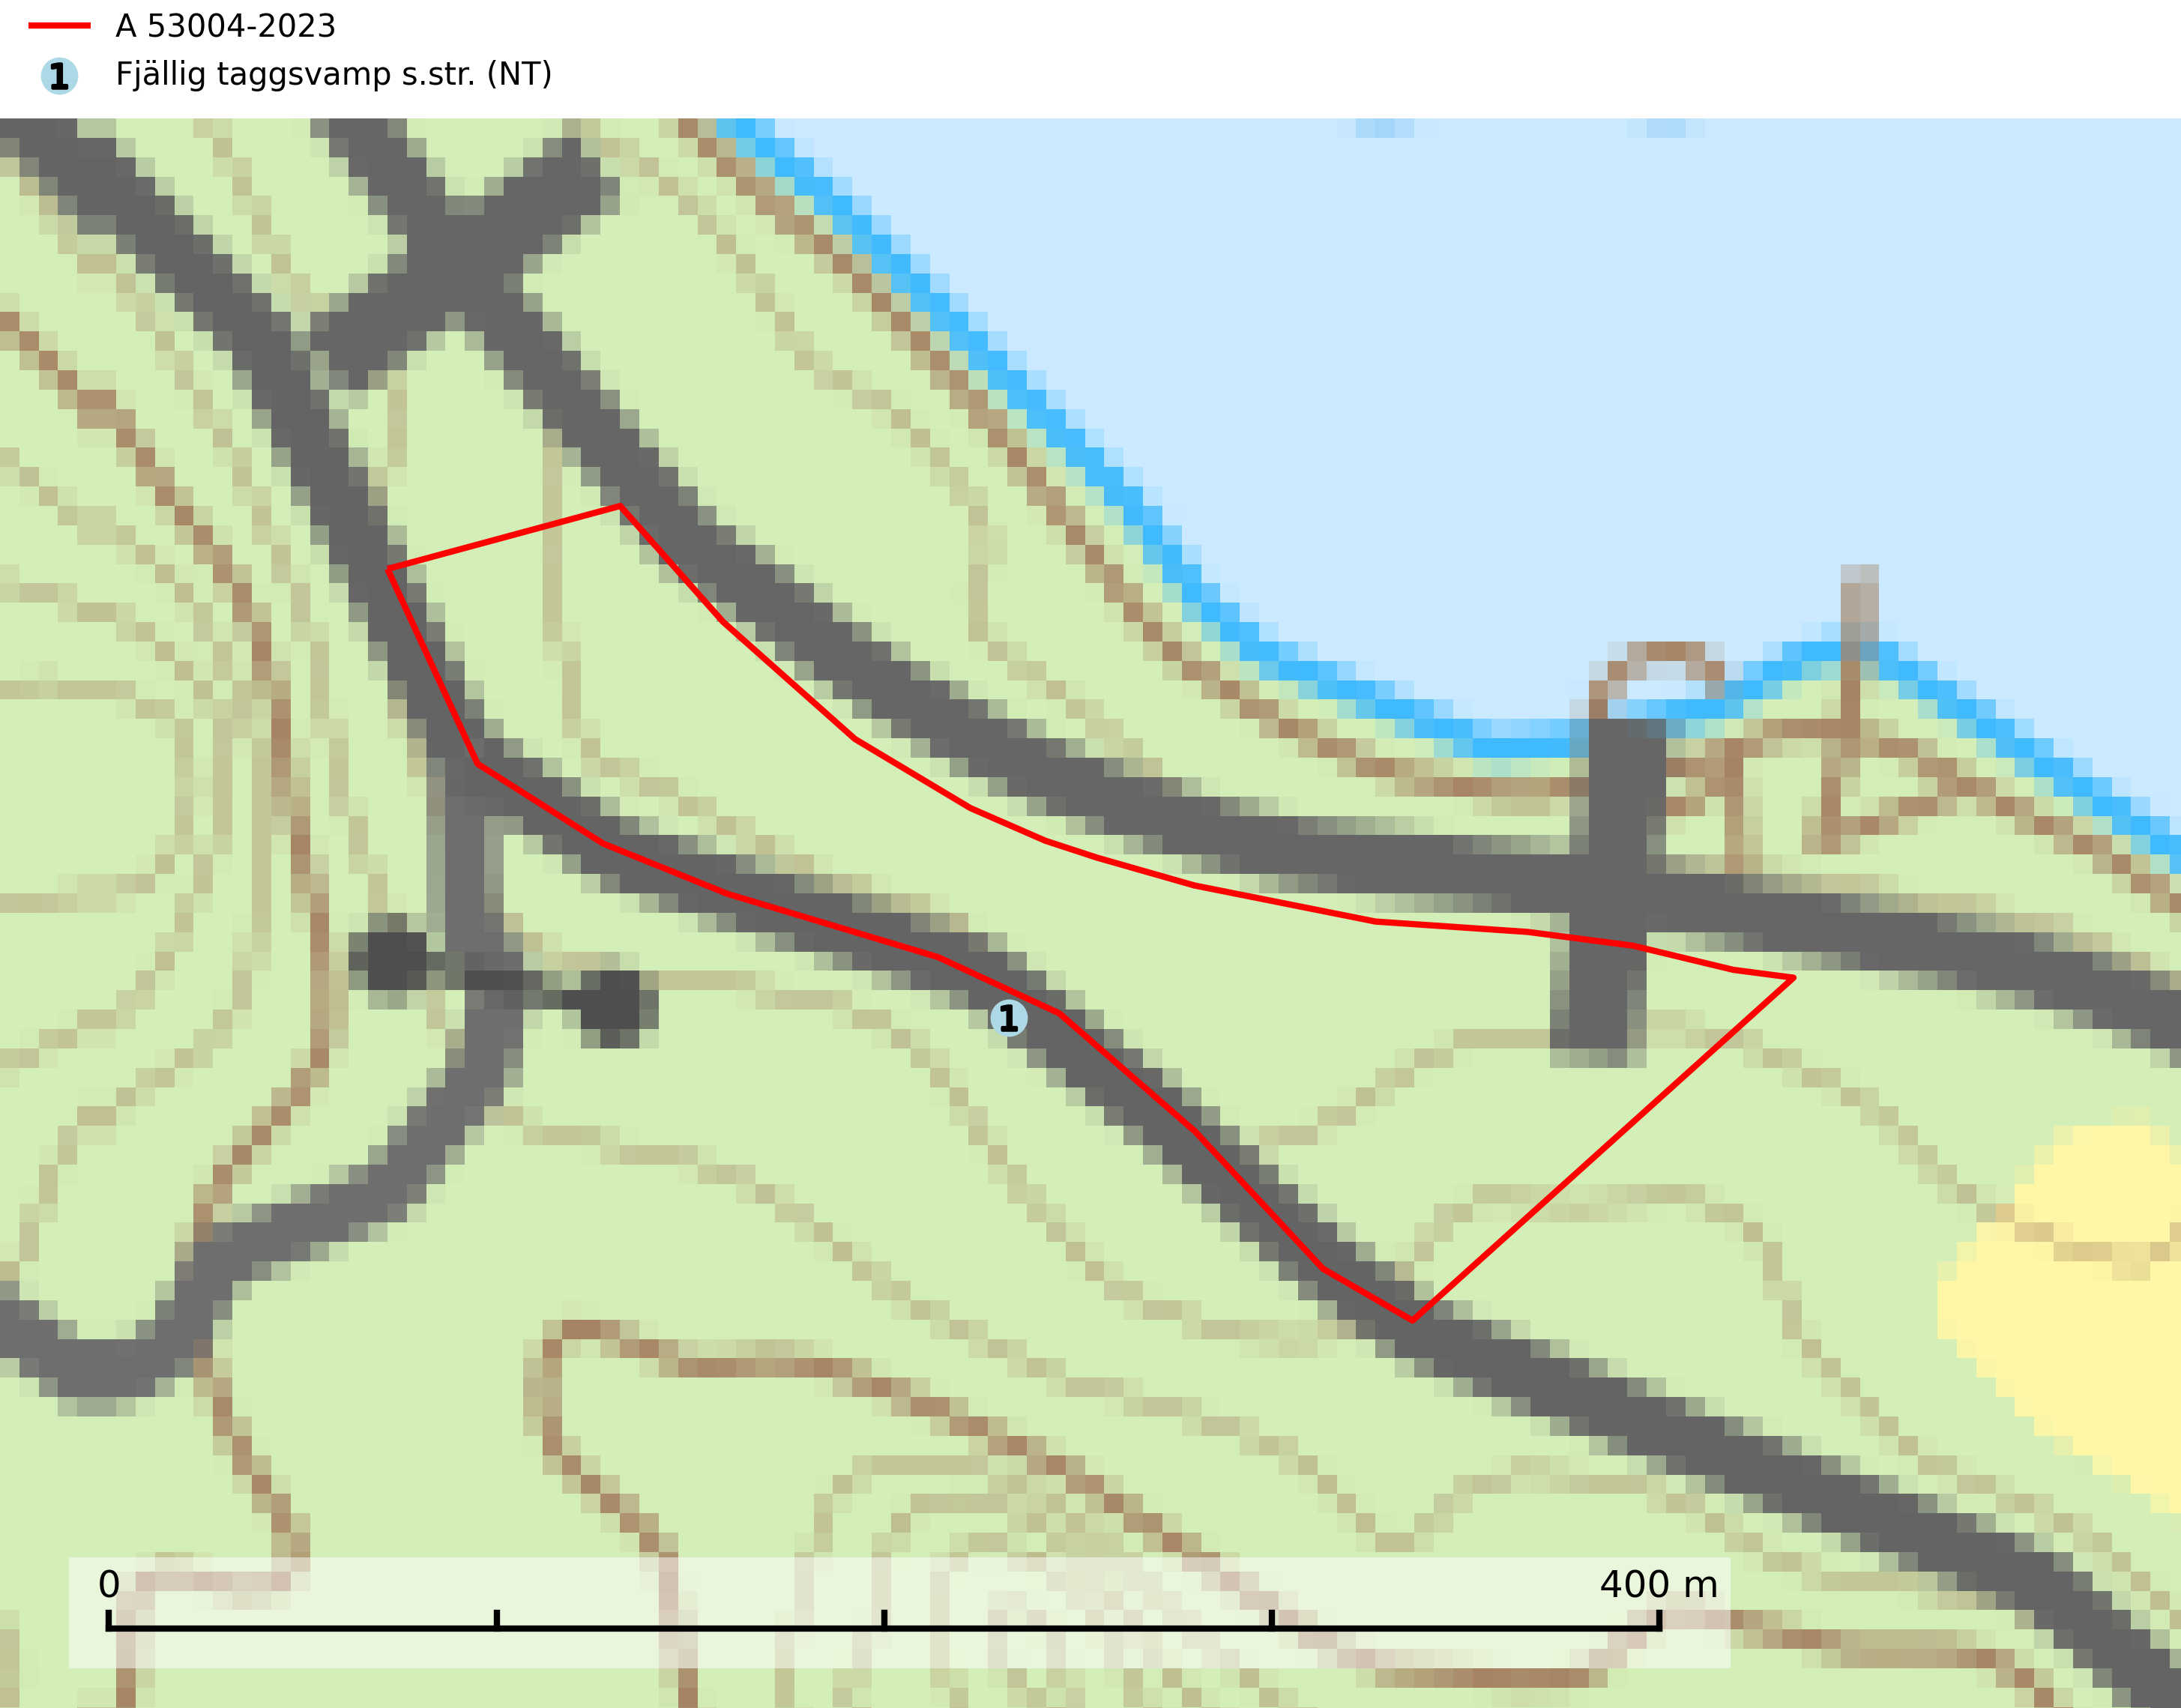 A 53004-2023
1 Fjällig taggsvamp s.str. (NT)
1
0 400 m